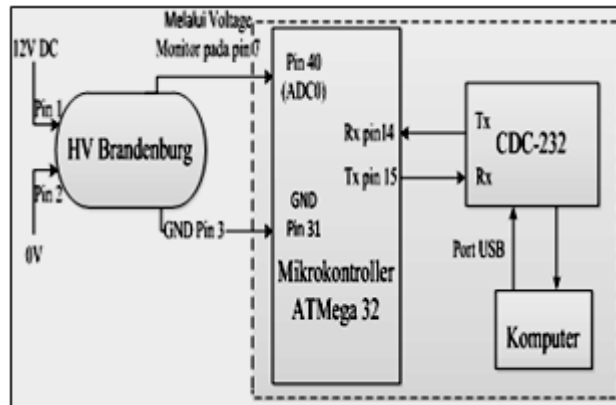 Melalui Voltage
Monitor pada pin 7
12V DC
Pin 1
HV Brandenburg
Pin 2
0V
GND Pin 3
Pin 40
(ADC0)
Rx pin14
Tx pin 15
GND
Pin 31
Mikrokontroller
ATMega 32
Tx
CDC-232
Rx
Port USB
Komputer